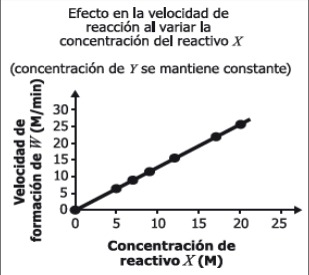 Efecto en la velocidad de
reacción al variar la
concentración del reactivo X
(concentración de Y se mantiene constante)
Velocidad de
formación de W (M/min)
30
25
20
15
10
5
0
0 5 10 15 20 25
Concentración de
reactivo X (M)